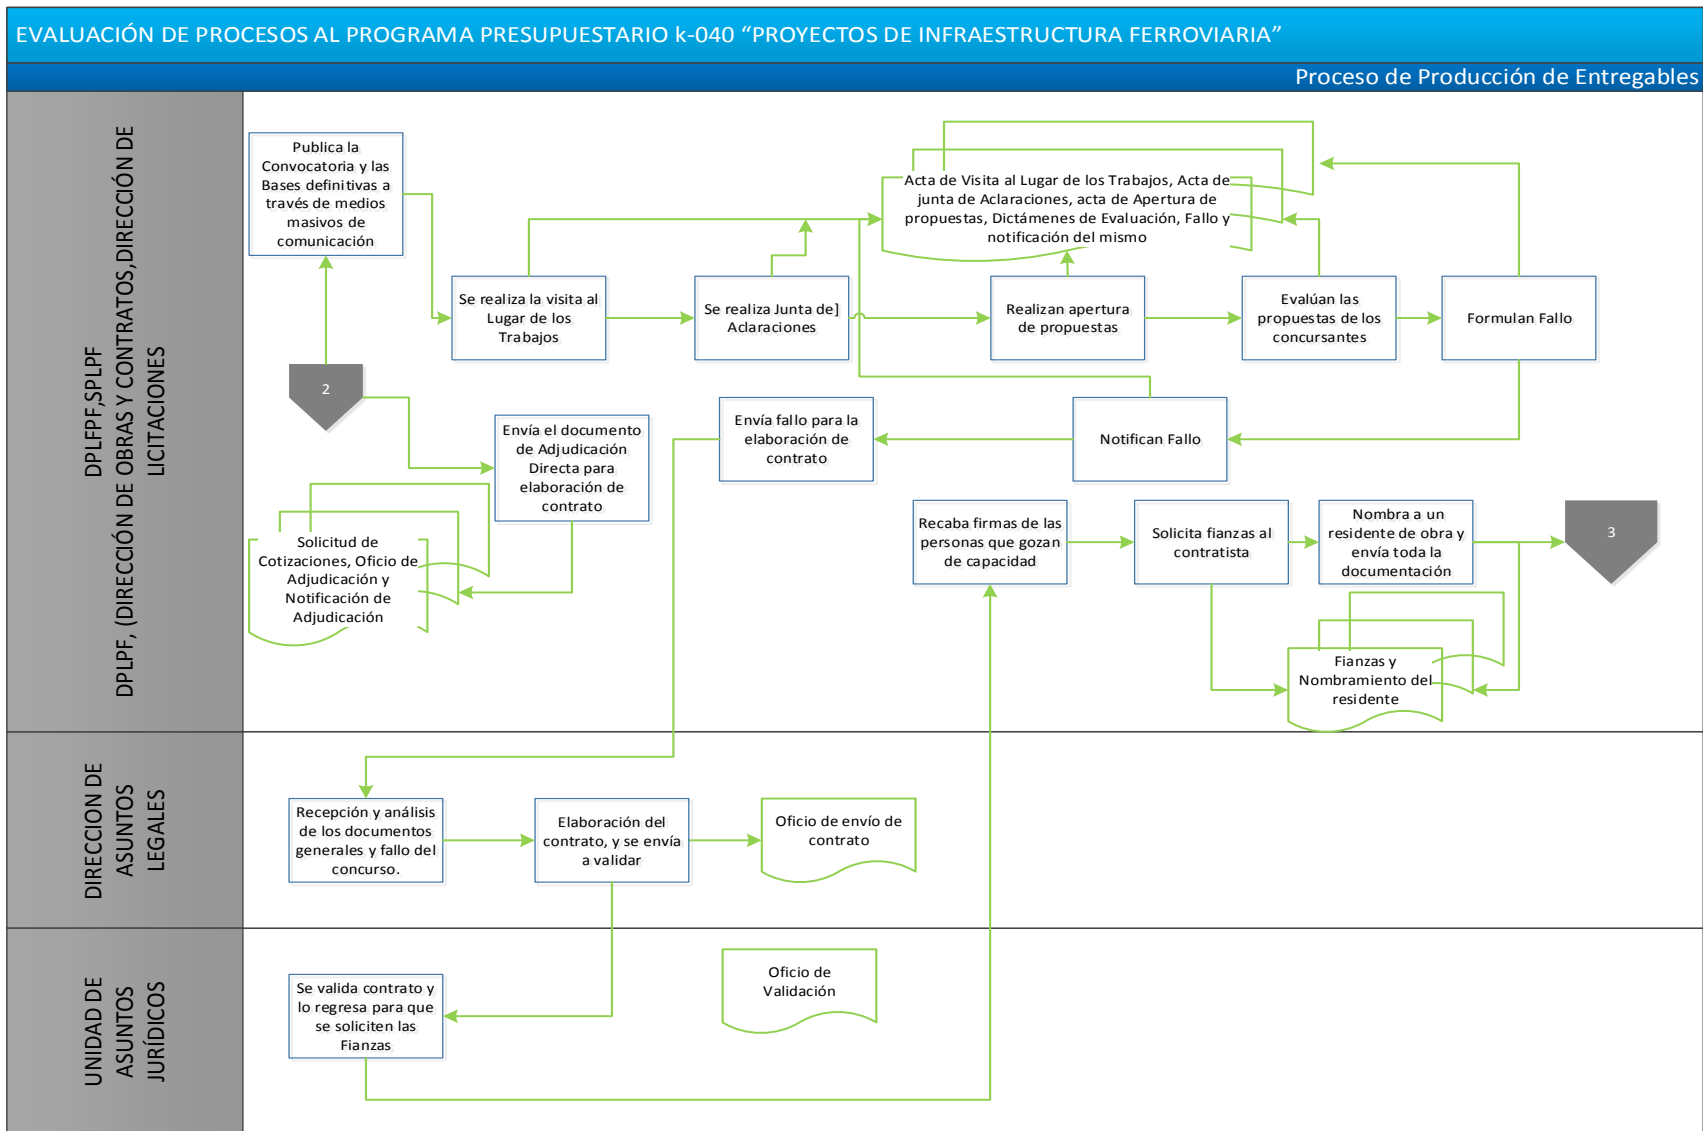 EVALUACIÓN DE PROCESOS AL PROGRAMA PRESUPUESTARIO k-040 “PROYECTOS DE INFRAESTRUCTURA FERROVIARIA”
Proceso de Producción de Entregables
DPLFPF,SPLPF
DPLPF, (DIRECCIÓN DE OBRAS Y CONTRATOS,DIRECCIÓN DE
LICITACIONES
Publica la
Convocatoria y las
Bases definitivas a
través de medios
masivos de
comunicación
Acta de Visita al Lugar de los Trabajos, Acta de
junta de Aclaraciones, acta de Apertura de
propuestas, Dictámenes de Evaluación, Fallo y
notificación del mismo
Se realiza la visita al
Lugar de los
Trabajos
Se realiza Junta de]
Aclaraciones
Realizan apertura
de propuestas
Evalúan las
propuestas de los
concursantes
Formulan Fallo
2
Envía el documento
de Adjudicación
Directa para
elaboración de
contrato
Envía fallo para la
elaboración de
contrato
Notifican Fallo
Solicitud de
Cotizaciones, Oficio de
Adjudicación y
Notificación de
Adjudicación
Recaba firmas de las
personas que gozan
de capacidad
Solicita fianzas al
contratista
Nombra a un
residente de obra y
envía toda la
documentación
3
Fianzas y
Nombramiento del
residente
DIRECCION DE
ASUNTOS
LEGALES
Recepción y análisis
de los documentos
generales y fallo del
concurso.
Elaboración del
contrato, y se envía
a validar
Oficio de envío de
contrato
UNIDAD DE
ASUNTOS
JURÍDICOS
Se valida contrato y
lo regresa para que
se soliciten las
Fianzas
Oficio de
Validación